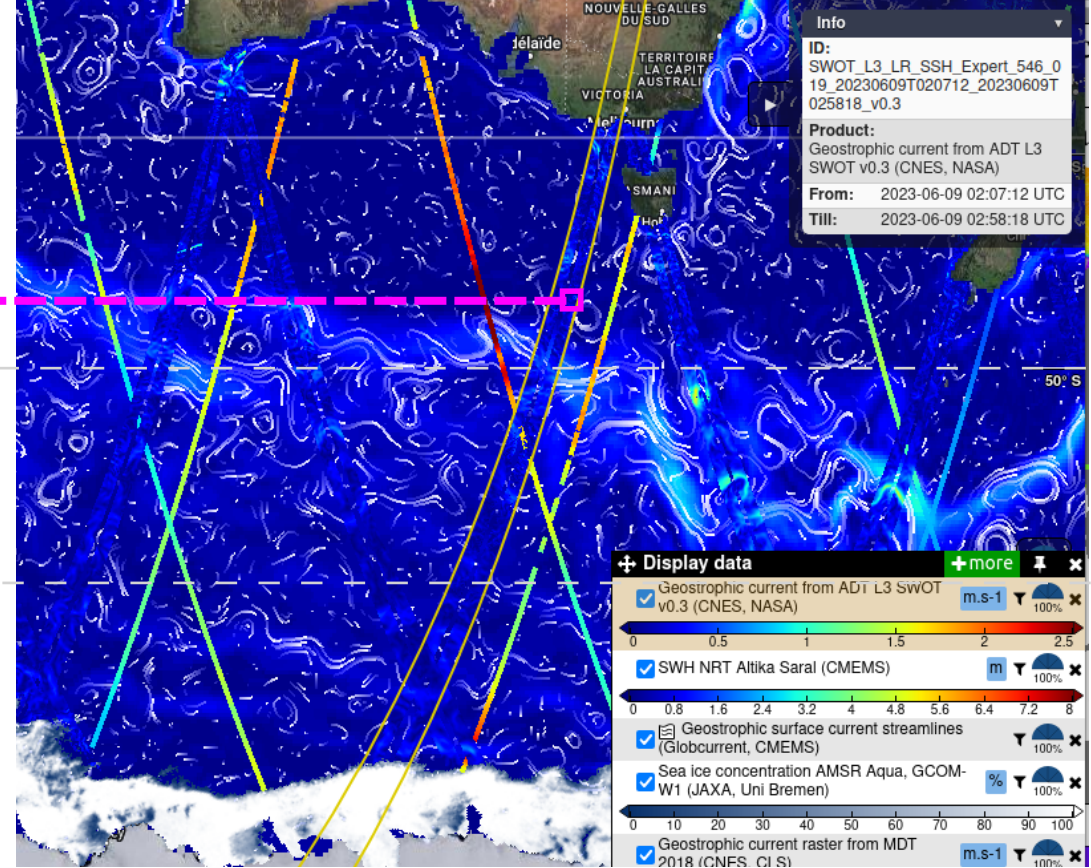 NOUVELLE-GALLES
DU SUD
délaïde
TERRITOIRE
LA CAPIT
AUSTRALI
VICTORIA
Melbourn
SMANI
Hob
50° S
Info
ID:
SWOT_L3_LR_SSH_Expert_546_0
19_20230609T020712_20230609T
025818_v0.3
Product:
Geostrophic current from ADT L3
SWOT v0.3 (CNES, NASA)
From: 2023-06-09 02:07:12 UTC
Till: 2023-06-09 02:58:18 UTC
Display data
+more
Geostrophic current from ADT L3 SWOT
v0.3 (CNES, NASA)
m.s-1
100%
0 0.5 1 1.5 2 2.5
SWH NRT Altika Saral (CMEMS)
m
100%
0 0.8 1.6 2.4 3.2 4 4.8 5.6 6.4 7.2 8
Geostrophic surface current streamlines
(Globcurrent, CMEMS)
100%
Sea ice concentration AMSR Aqua, GCOM-
W1 (JAXA, Uni Bremen)
%
100%
0 10 20 30 40 50 60 70 80 90 100
Geostrophic current raster from MDT
2018 (CNES, CLS)
m.s-1
100%